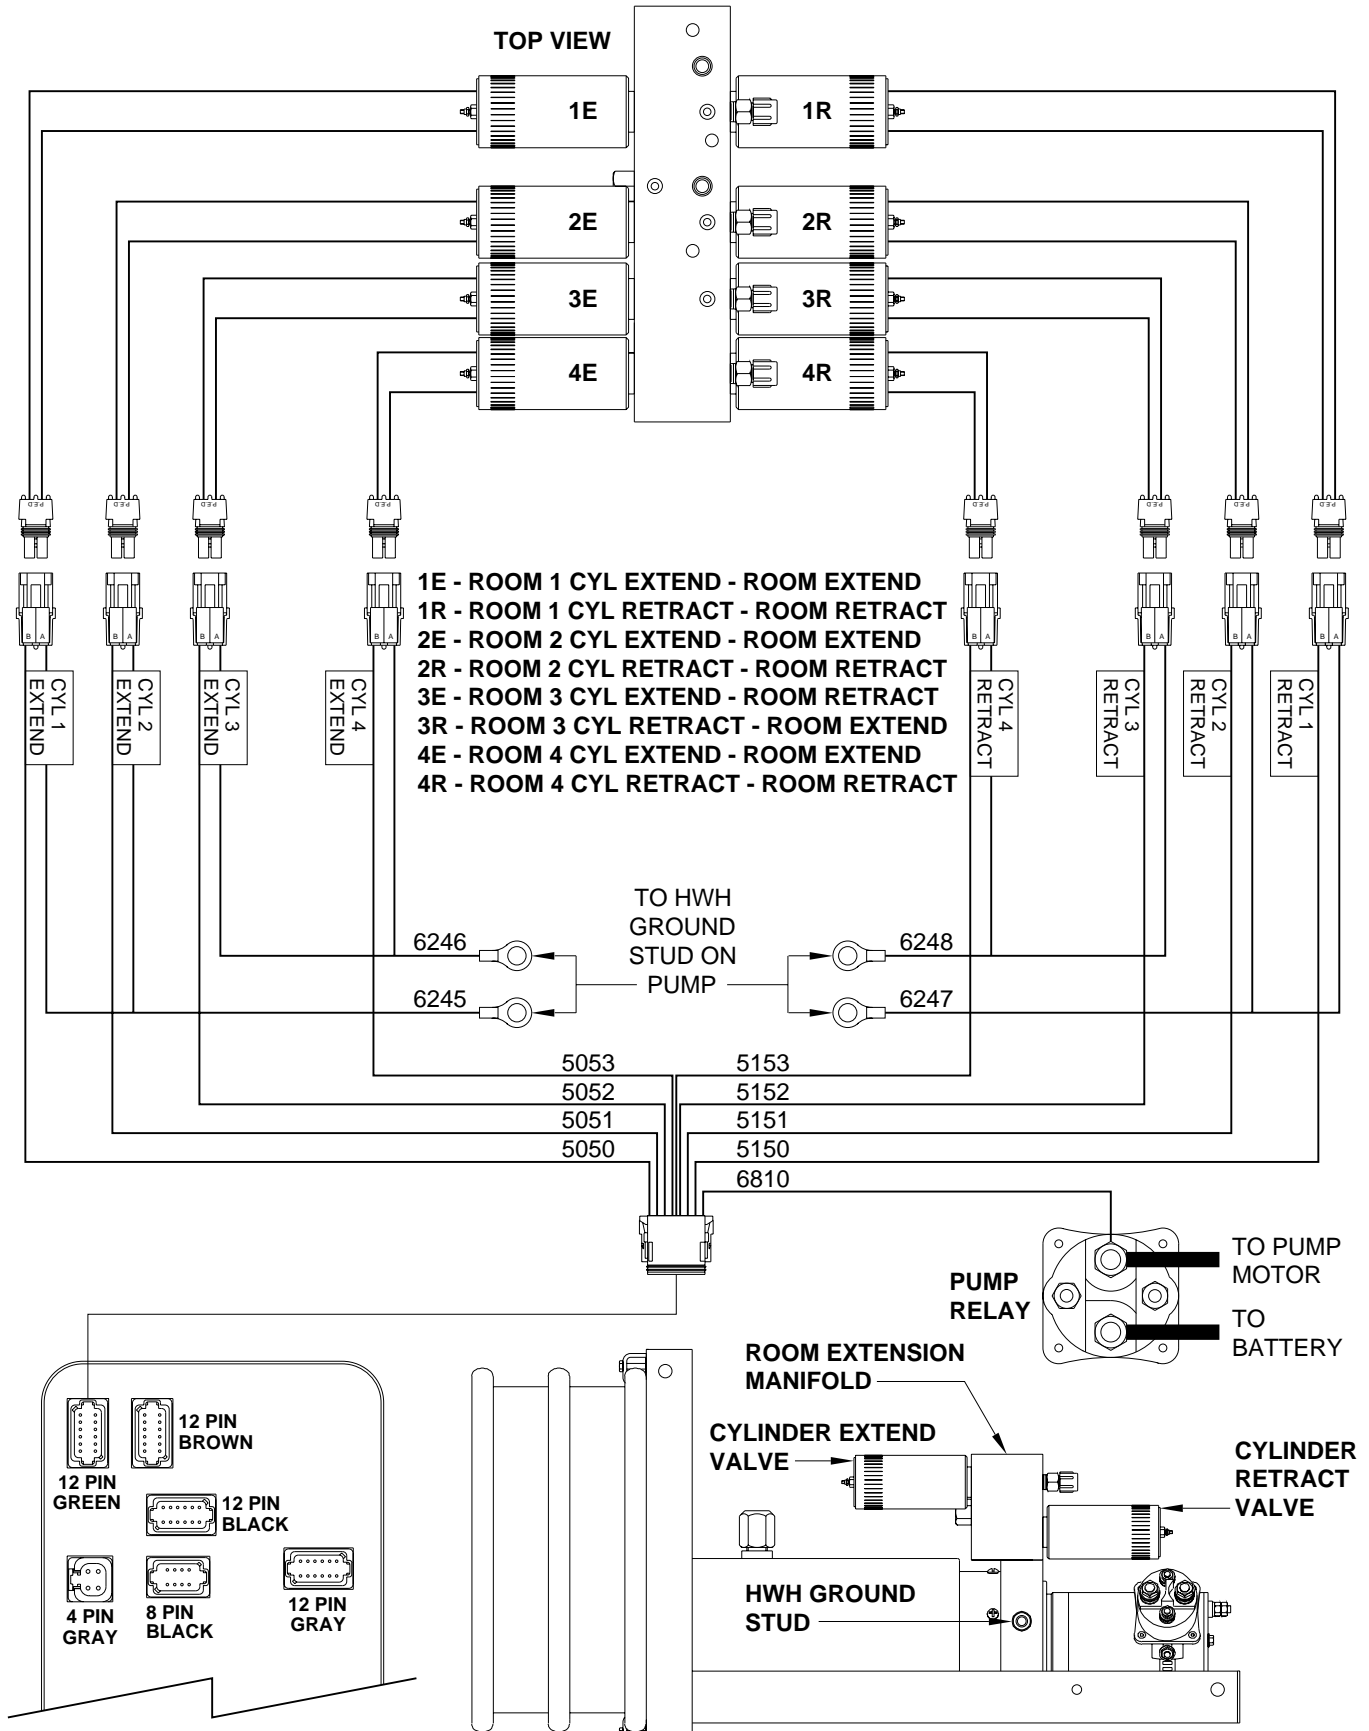 TOP VIEW
1E
1R
2E
2R
3E
3R
4E
4R
P.E.D
P.E.D
P.E.D
P.E.D
P.E.D
P.E.D
P.E.D
P.E.D
B A
B A
B A
B A
B A
B A
B A
B A
1E - ROOM 1 CYL EXTEND - ROOM EXTEND
1R - ROOM 1 CYL RETRACT - ROOM RETRACT
2E - ROOM 2 CYL EXTEND - ROOM EXTEND
2R - ROOM 2 CYL RETRACT - ROOM RETRACT
3E - ROOM 3 CYL EXTEND - ROOM RETRACT
3R - ROOM 3 CYL RETRACT - ROOM EXTEND
4E - ROOM 4 CYL EXTEND - ROOM EXTEND
4R - ROOM 4 CYL RETRACT - ROOM RETRACT
CYL 1
EXTEND
CYL 2
EXTEND
CYL 3
EXTEND
CYL 4
EXTEND
CYL 4
RETRACT
CYL 3
RETRACT
CYL 2
RETRACT
CYL 1
RETRACT
TO HWH
GROUND
STUD ON
PUMP
6246
6248
6245
6247
5053
5153
5052
5152
5051
5151
5050
5150
6810
PUMP
RELAY
TO PUMP
MOTOR
TO
BATTERY
ROOM EXTENSION
MANIFOLD
CYLINDER EXTEND
VALVE
CYLINDER
RETRACT
VALVE
HWH GROUND
STUD
12 PIN
GREEN
12 PIN
BROWN
12 PIN
BLACK
4 PIN
GRAY
8 PIN
BLACK
12 PIN
GRAY